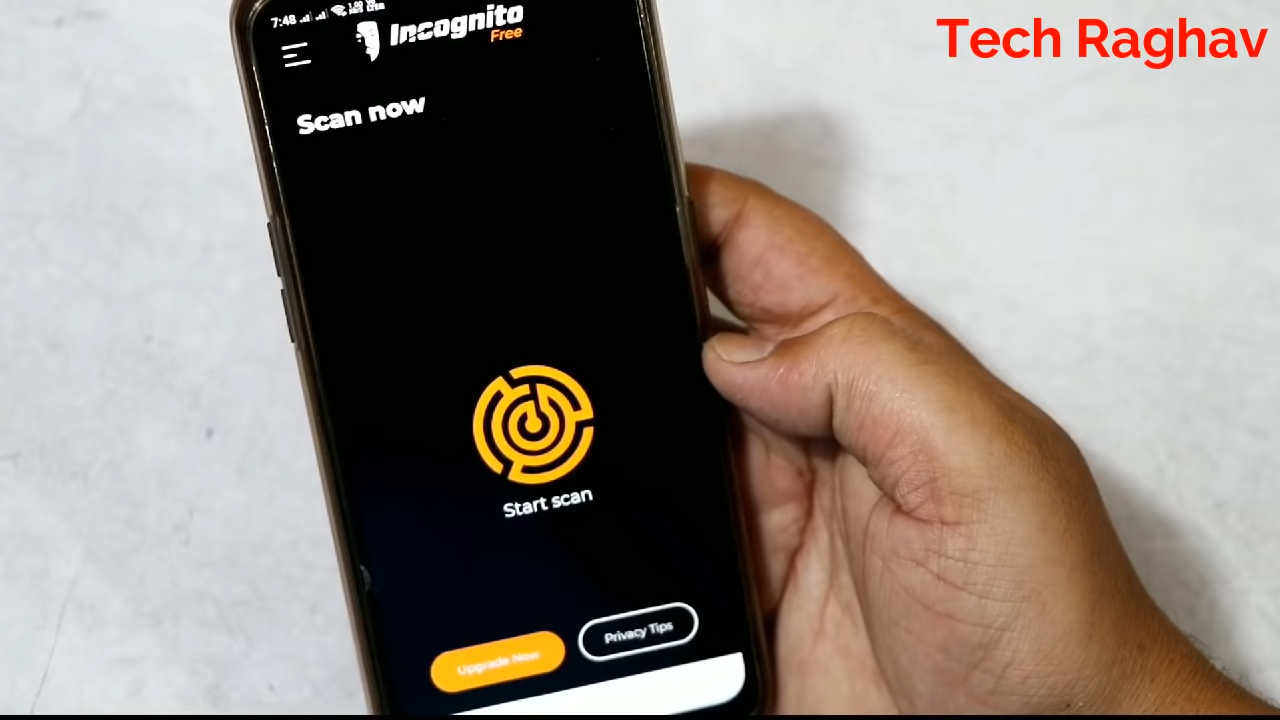 Tech Raghav
7:48
Incognito
Free
Scan now
Start scan
Upgrade Now
Privacy Tips